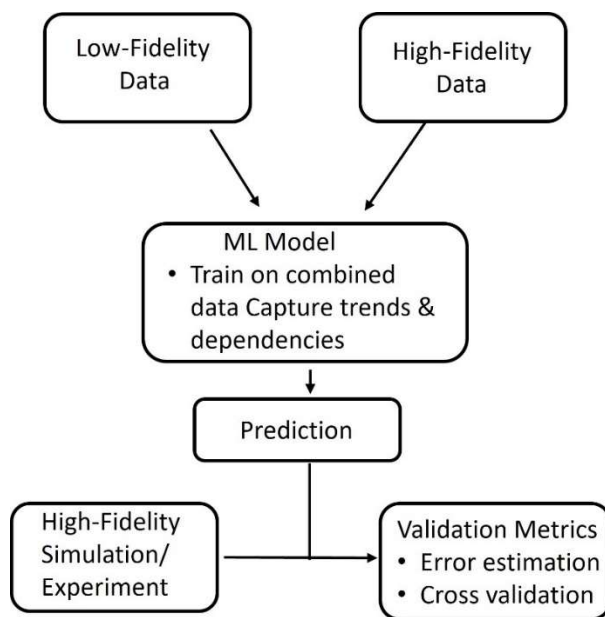 Low-Fidelity
Data
High-Fidelity
Data
ML Model
• Train on combined
data Capture trends &
dependencies
Prediction
High-Fidelity
Simulation/
Experiment
Validation Metrics
• Error estimation
• Cross validation